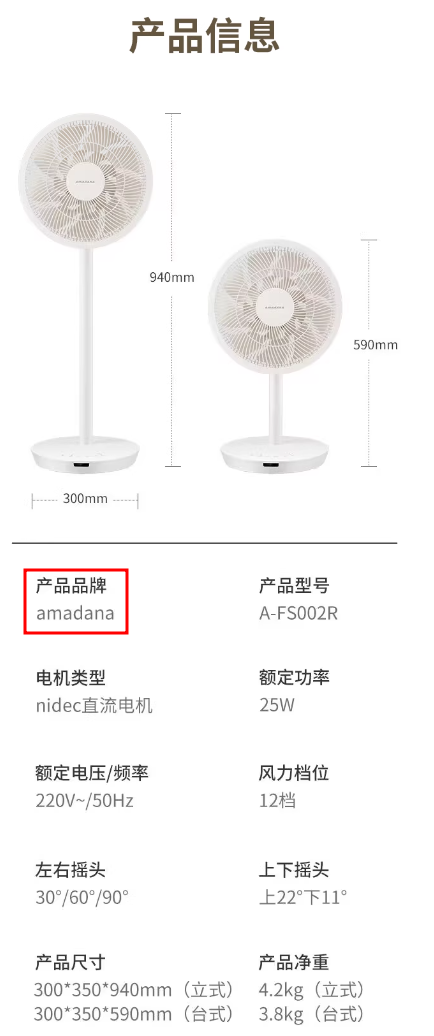 产品信息
940mm
590mm
300mm
产品品牌
amadana
产品型号
A-FS002R
电机类型
nidec直流电机
额定功率
25W
额定电压/频率
220V~/50Hz
风力档位
12档
左右摇头
30°/60°/90°
上下摇头
上22°下11°
产品尺寸
300*350*940mm（立式）
300*350*590mm（台式）
产品净重
4.2kg（立式）
3.8kg（台式）